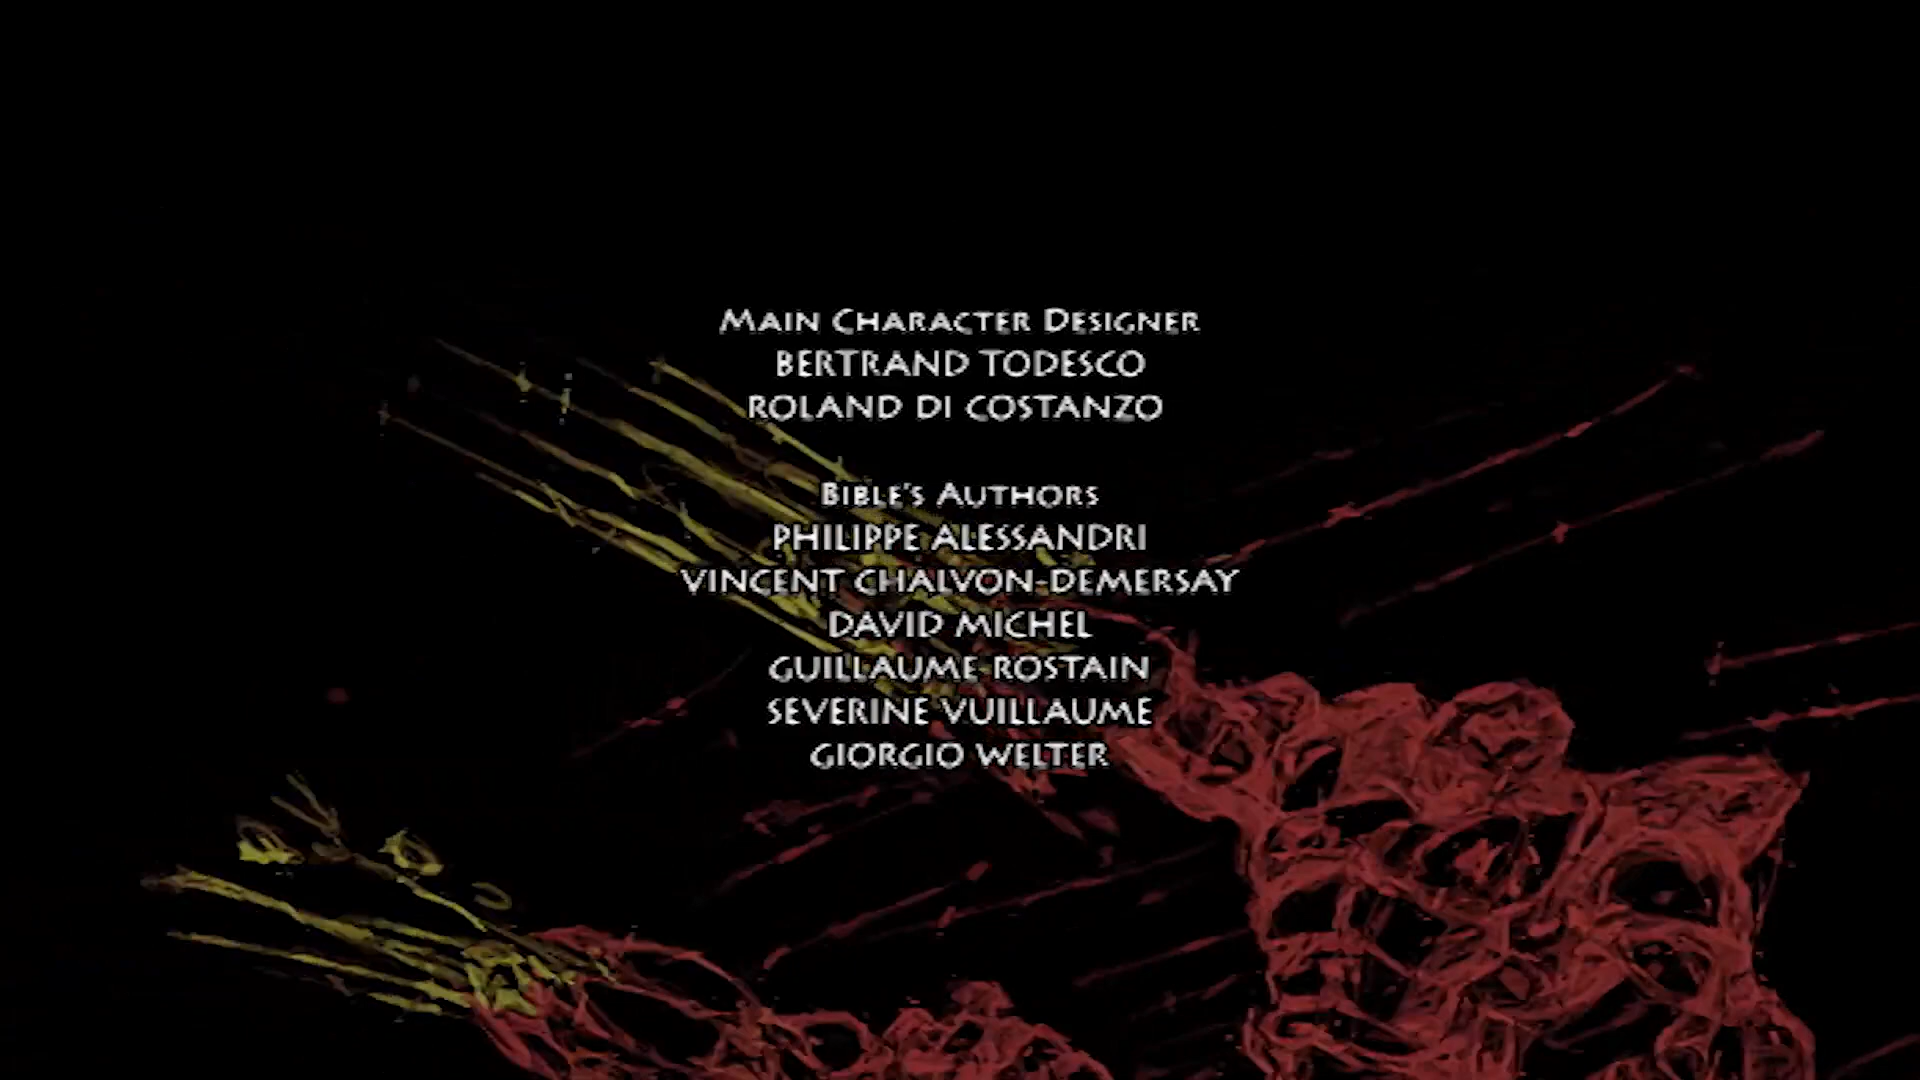 Main Character Designer
BERTRAND TODESCO
ROLAND DI COSTANZO
Bible's Authors
PHILIPPE ALESSANDRI
VINCENT CHALVON-DEMERSAY
DAVID MICHEL
GUILLAUME ROSTAIN
SEVERINE VUILLAUME
GIORGIO WELTER